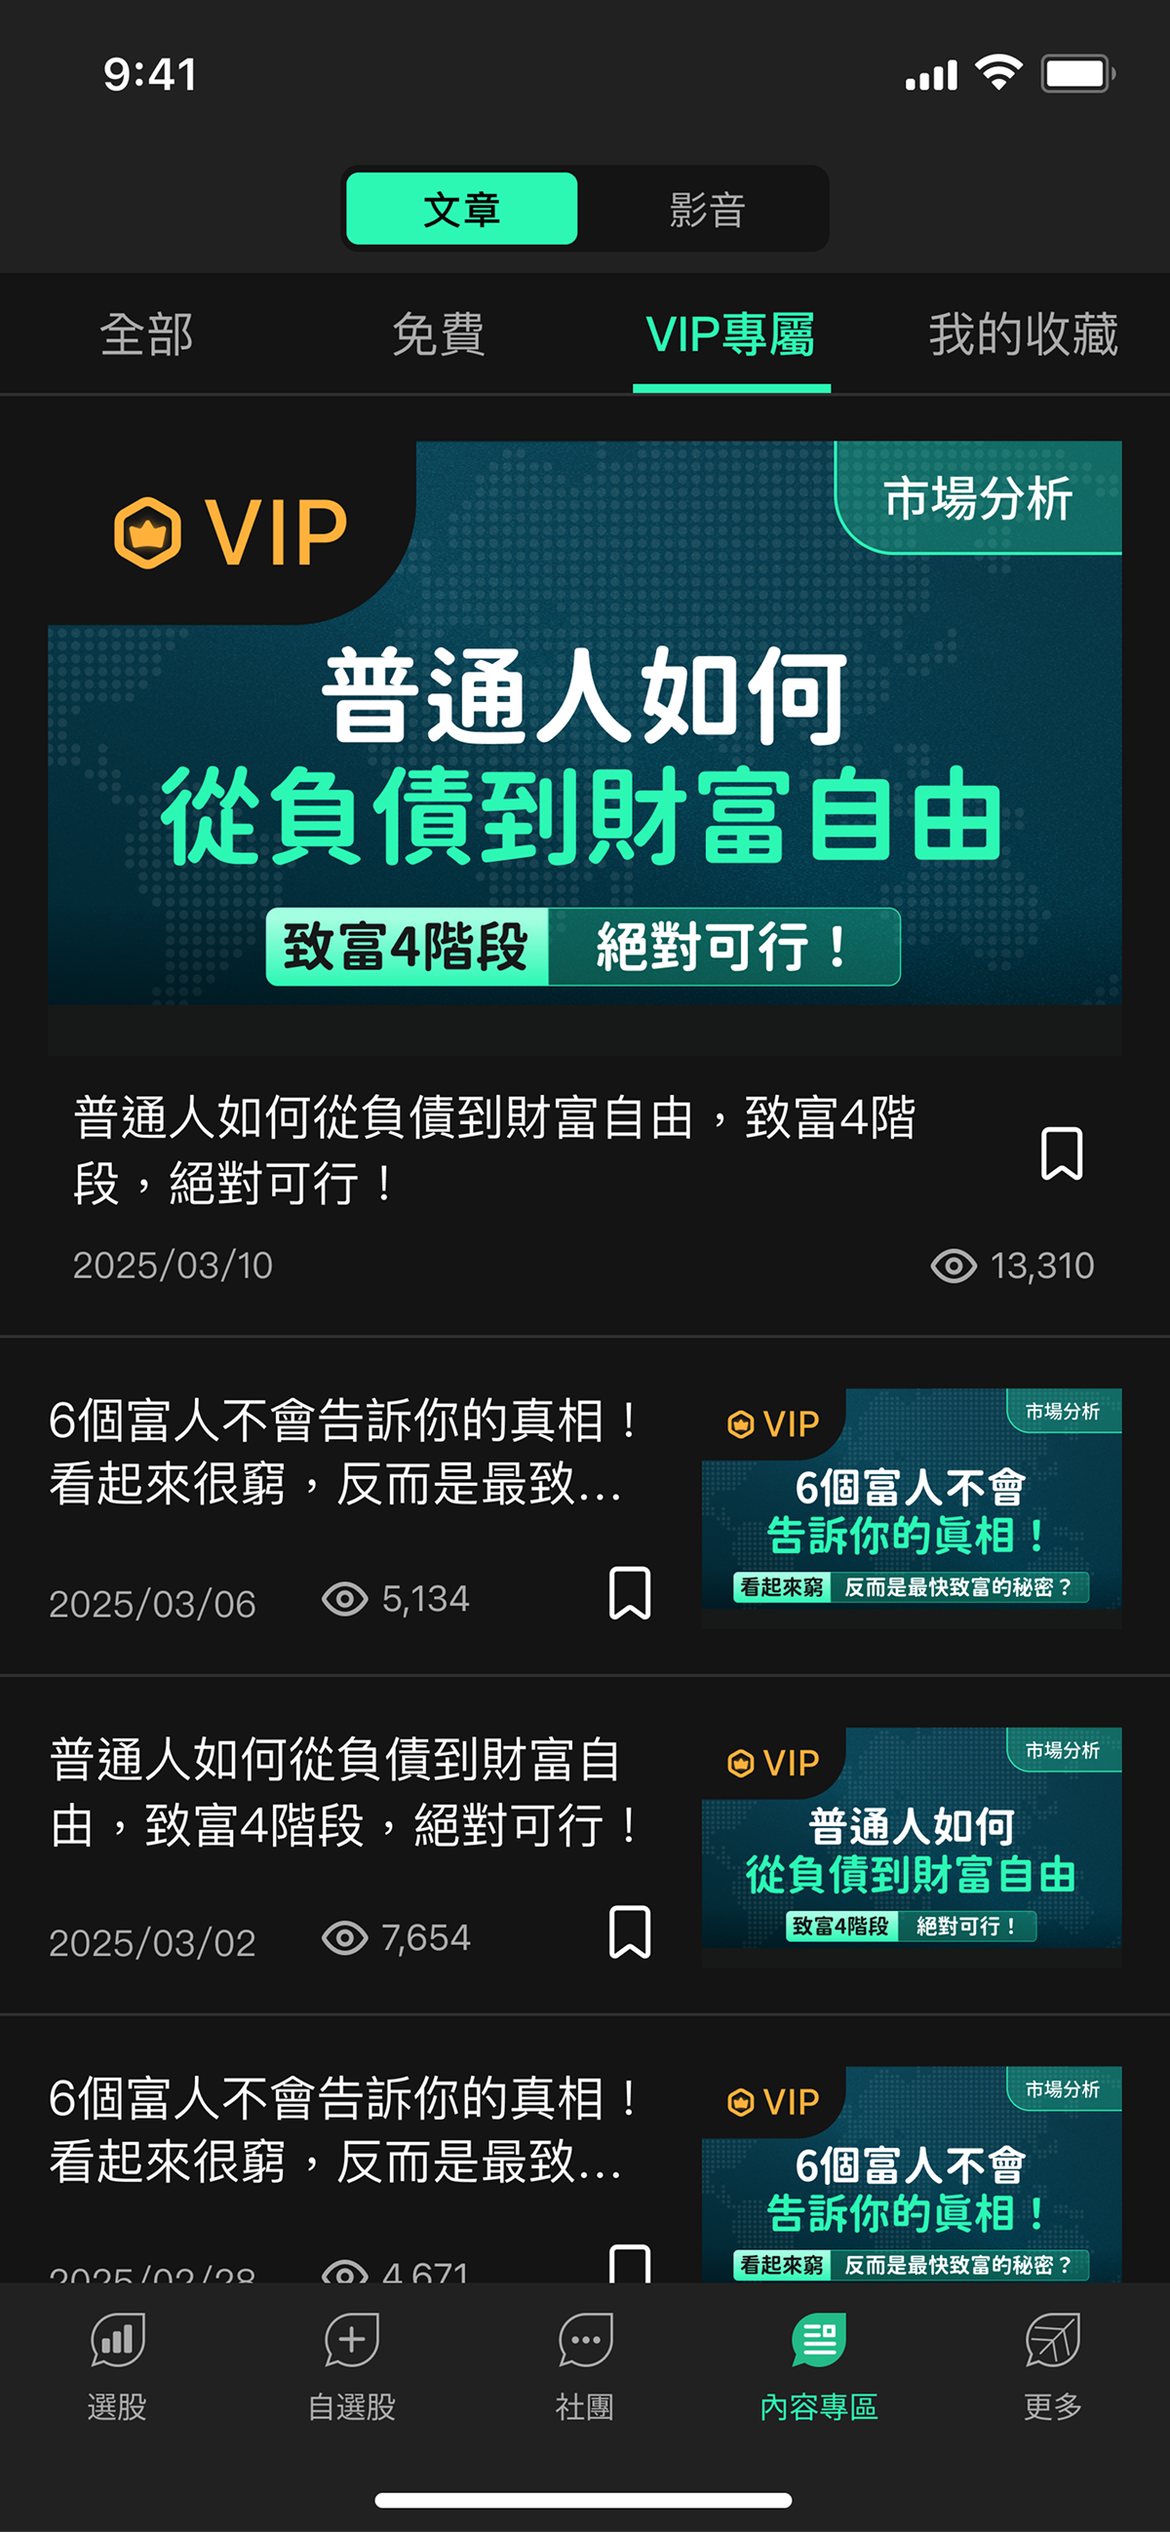 9:41
文章
影音
全部
免費
VIP專屬
我的收藏
VIP
市場分析
普通人如何
從負債到財富自由
致富4階段
絕對可行！
普通人如何從負債到財富自由，致富4階
段，絕對可行！
2025/03/10
13,310
6個富人不會告訴你的真相！
看起來很窮，反而是最致...
2025/03/06
5,134
VIP
市場分析
6個富人不會
告訴你的真相！
看起來窮
反而是最快致富的秘密？
普通人如何從負債到財富自
由，致富4階段，絕對可行！
2025/03/02
7,654
VIP
市場分析
普通人如何
從負債到財富自由
致富4階段
絕對可行！
6個富人不會告訴你的真相！
看起來很窮，反而是最致...
2025/02/28
4,671
VIP
市場分析
6個富人不會
告訴你的真相！
看起來窮
反而是最快致富的秘密？
選股
自選股
社團
內容專區
更多